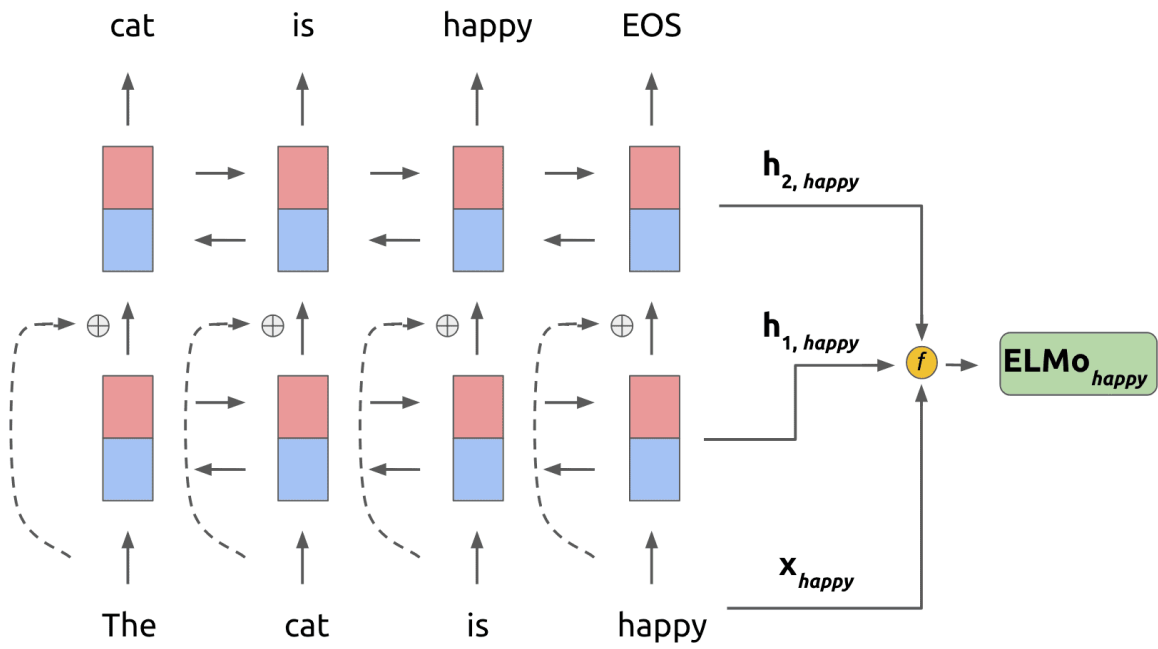 cat is happy EOS
h2, happy
h1, happy
f
ELMohappy
xhappy
The cat is happy